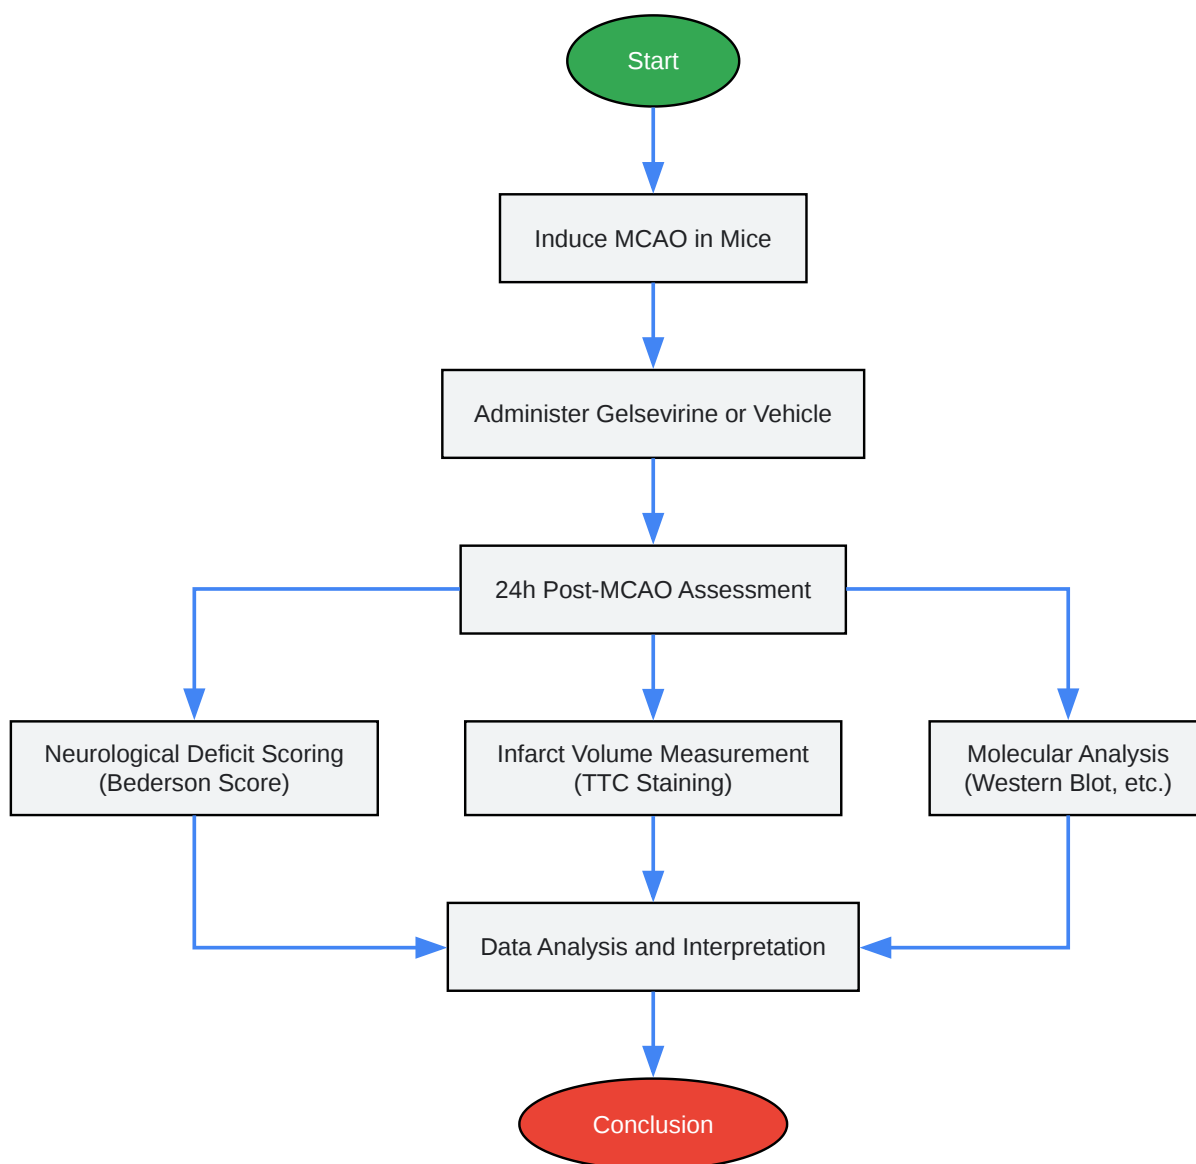 Start
Induce MCAO in Mice
Administer Gelsevirine or Vehicle
24h Post-MCAO Assessment
Neurological Deficit Scoring
(Bederson Score)
Infarct Volume Measurement
(TTC Staining)
Molecular Analysis
(Western Blot, etc.)
Data Analysis and Interpretation
Conclusion